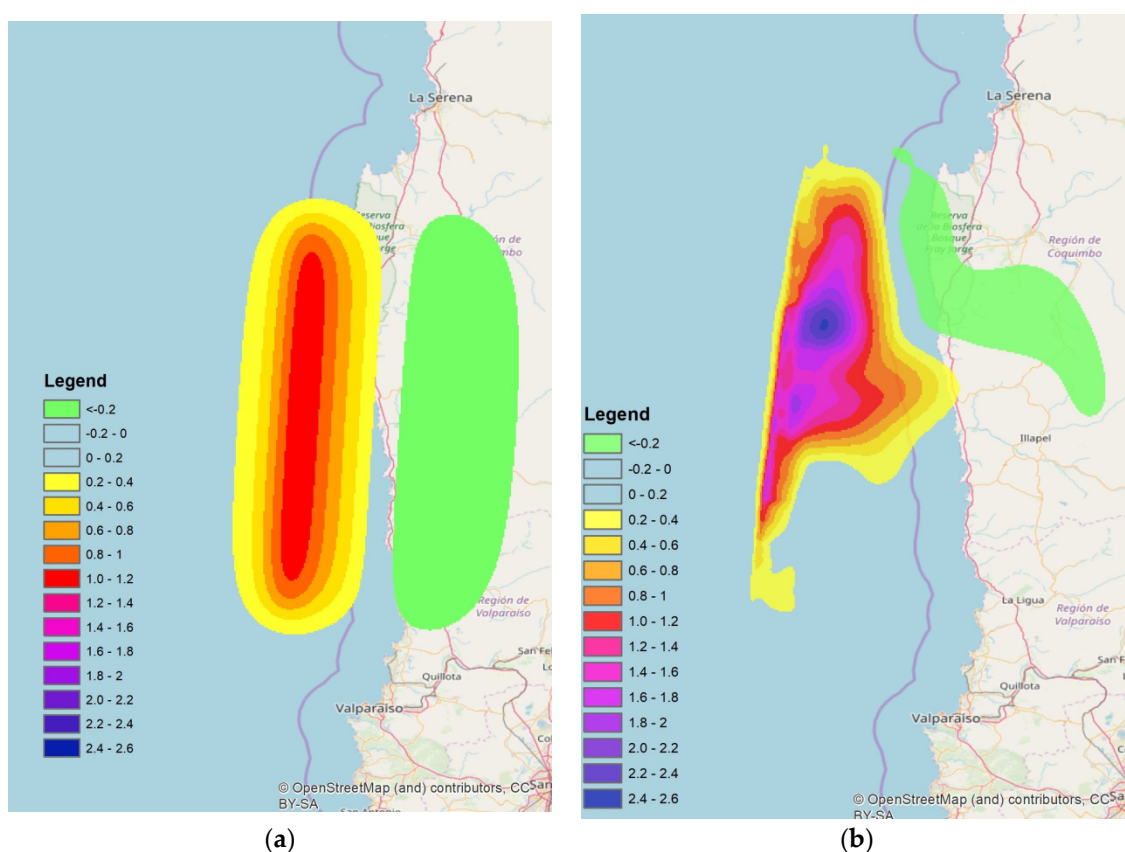 La Serena
Reserva
Biosfera
sque
Jorge
Región de
mbo
Legend
<-0.2
-0.2 - 0
0 - 0.2
0.2 - 0.4
0.4 - 0.6
0.6 - 0.8
0.8 - 1
1.0 - 1.2
1.2 - 1.4
1.4 - 1.6
1.6 - 1.8
1.8 - 2
2.0 - 2.2
2.2 - 2.4
2.4 - 2.6
Región de
Valparaíso
San Fel
Quillota
Valparaíso
© OpenStreetMap (and) contributors, CC-
BY-SA
(a)
La Serena
Reserva
de la Biosfera
Bosque
Fray Jorge
Región de
Coquimbo
Illapel
Legend
<-0.2
-0.2 - 0
0 - 0.2
0.2 - 0.4
0.4 - 0.6
0.6 - 0.8
0.8 - 1
1.0 - 1.2
1.2 - 1.4
1.4 - 1.6
1.6 - 1.8
1.8 - 2
2.0 - 2.2
2.2 - 2.4
2.4 - 2.6
La Ligua
Región de
Valparaíso
San F
Quillota
Valparaíso
© OpenStreetMap (and) contributors, CC-
BY-SA
(b)